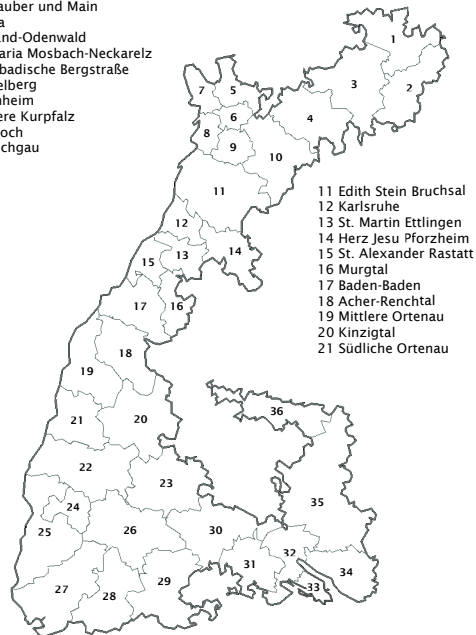 auber und Main
a
and-Odenwald
aria Mosbach-Neckarelz
badische Bergstraße
elberg
nheim
ere Kurpfalz
och
chgau
1
2
3
4
5
6
7
8
9
10
11
12
13
14
15
16
17
18
19
20
21
22
23
24
25
26
27
28
29
30
31
32
33
34
35
36
11 Edith Stein Bruchsal
12 Karlsruhe
13 St. Martin Ettlingen
14 Herz Jesu Pforzheim
15 St. Alexander Rastatt
16 Murgtal
17 Baden-Baden
18 Acher-Renchtal
19 Mittlere Ortenau
20 Kinzigtal
21 Südliche Ortenau